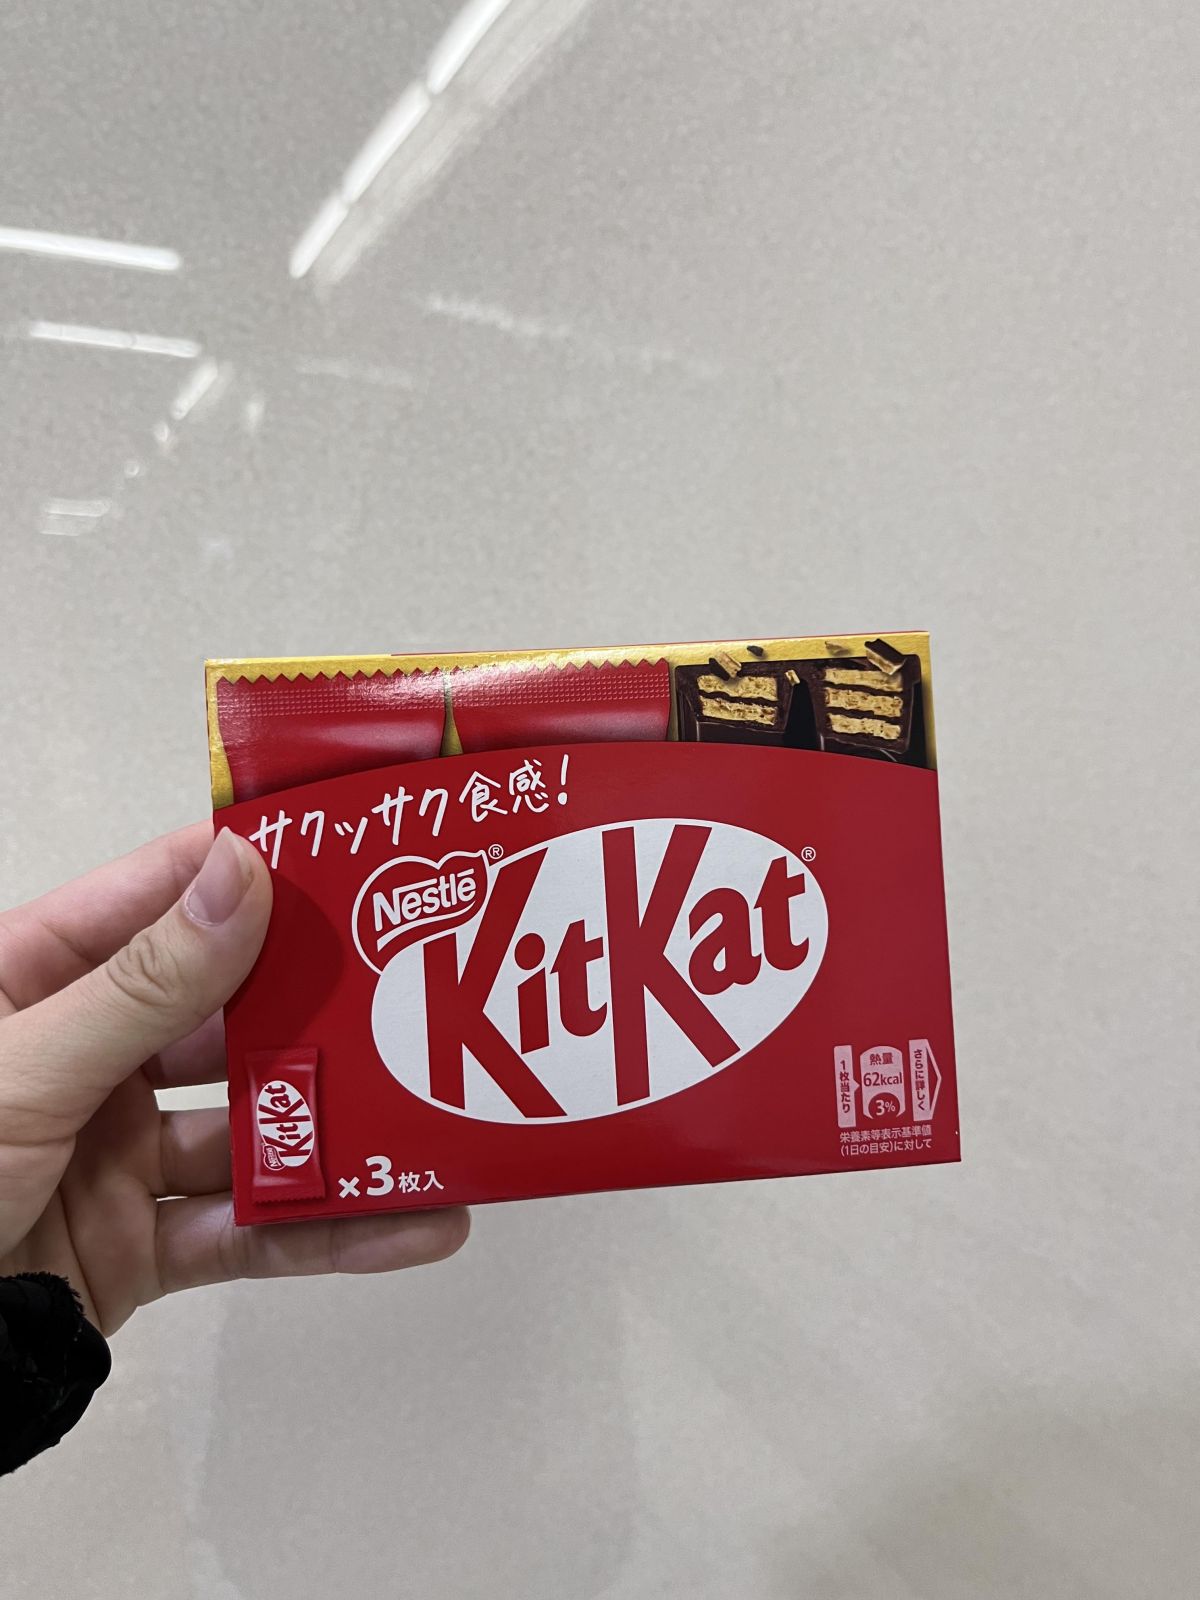 サクッサク食感!
Nestlē®
KitKat®
Nestlē
KitKat
×3枚入
1枚当たり
熱量
62kcal
3%
さらに詳しく
栄養素等表示基準値
(1日の目安)に対して